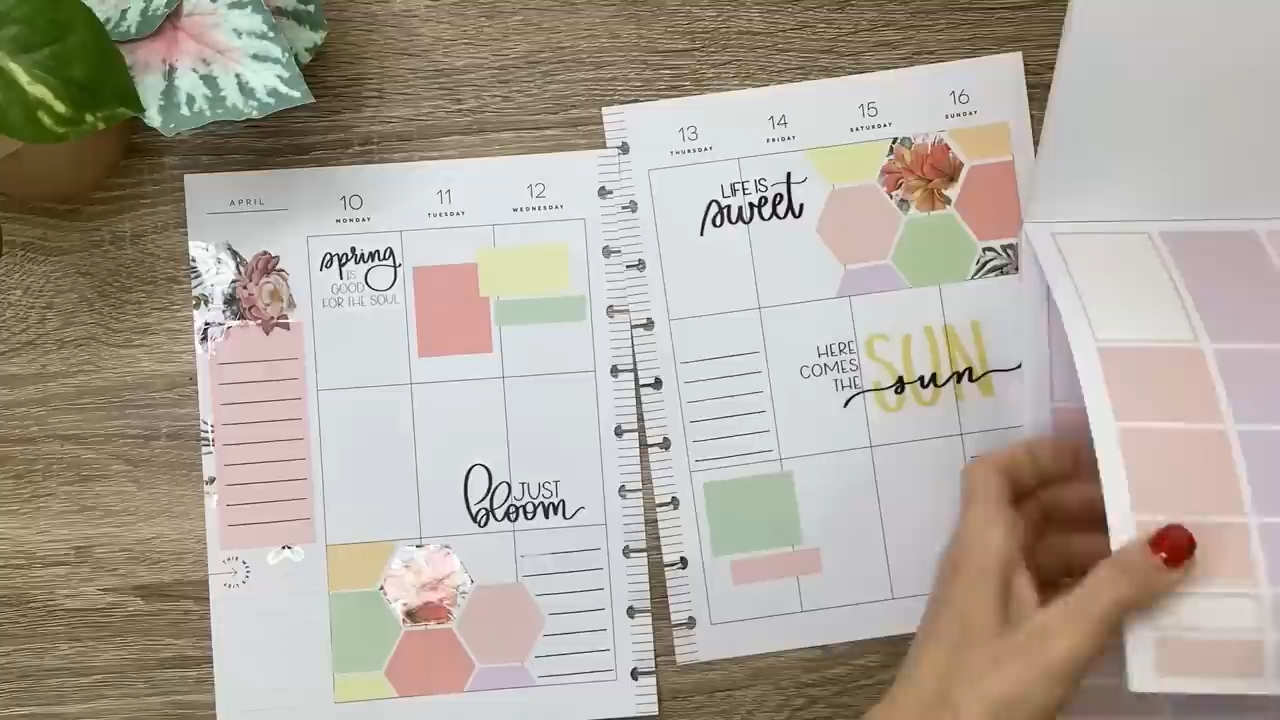 APRIL
10
MONDAY
11
TUESDAY
12
WEDNESDAY
spring
IS
GOOD
FOR THE SOUL
JUST
bloom
13
THURSDAY
14
FRIDAY
15
SATURDAY
16
SUNDAY
LIFE IS
sweet
HERE
COMES
THE
SUN
sun